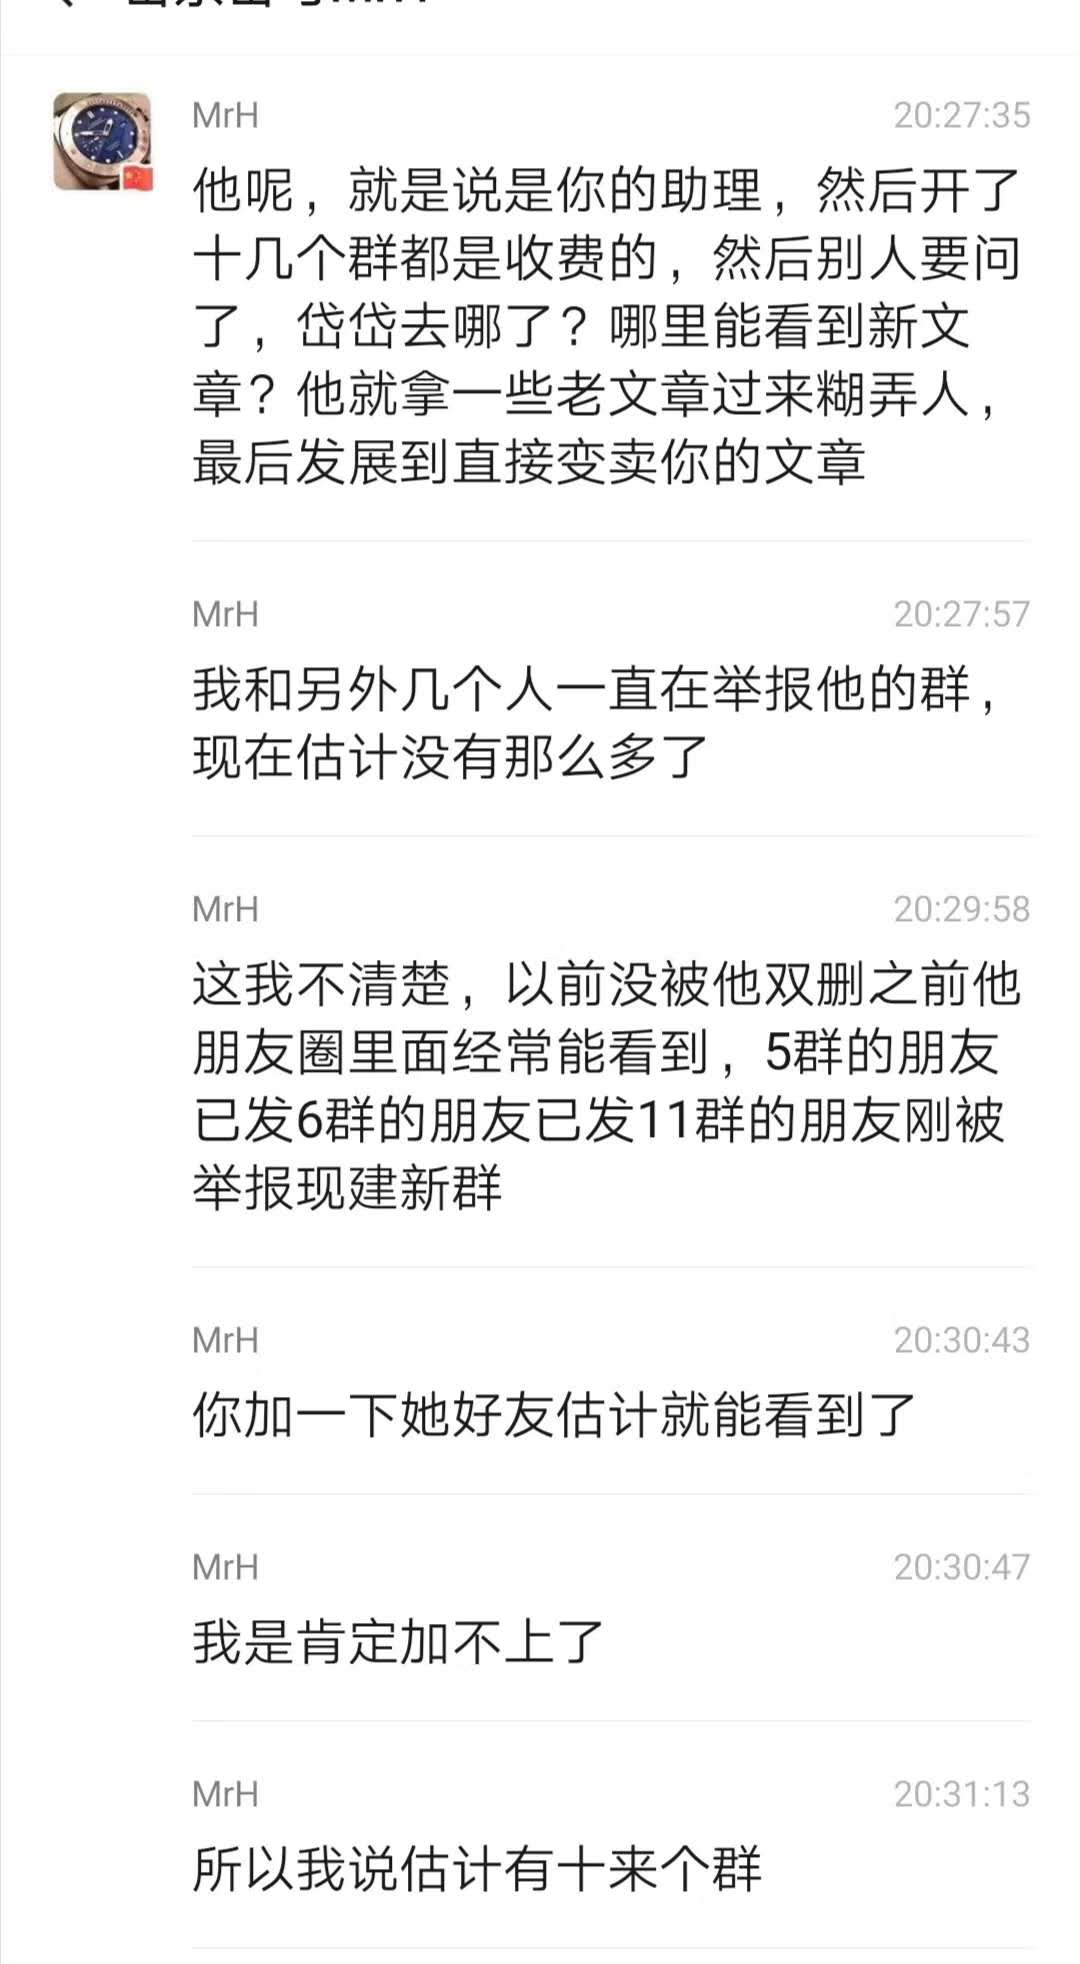 MrH 20:27:35
他呢，就是说是你的助理，然后开了
十几个群都是收费的，然后别人要问
了，岱岱去哪了？哪里能看到新文
章？他就拿一些老文章过来糊弄人，
最后发展到直接变卖你的文章
MrH 20:27:57
我和另外几个人一直在举报他的群，
现在估计没有那么多了
MrH 20:29:58
这我不清楚，以前没被他双删之前他
朋友圈里面经常能看到，5群的朋友
已发6群的朋友已发11群的朋友刚被
举报现建新群
MrH 20:30:43
你加一下她好友估计就能看到了
MrH 20:30:47
我是肯定加不上了
MrH 20:31:13
所以我说估计有十来个群